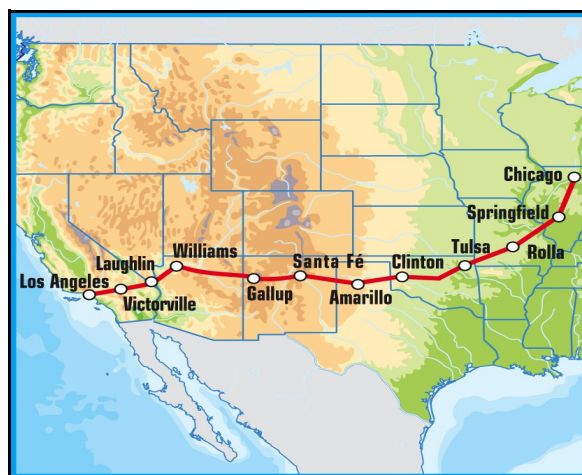 Chicago
Springfield
Tulsa
Rolla
Santa Fé
Clinton
Williams
Laughlin
Los Angeles
Gallup
Amarillo
Victorville